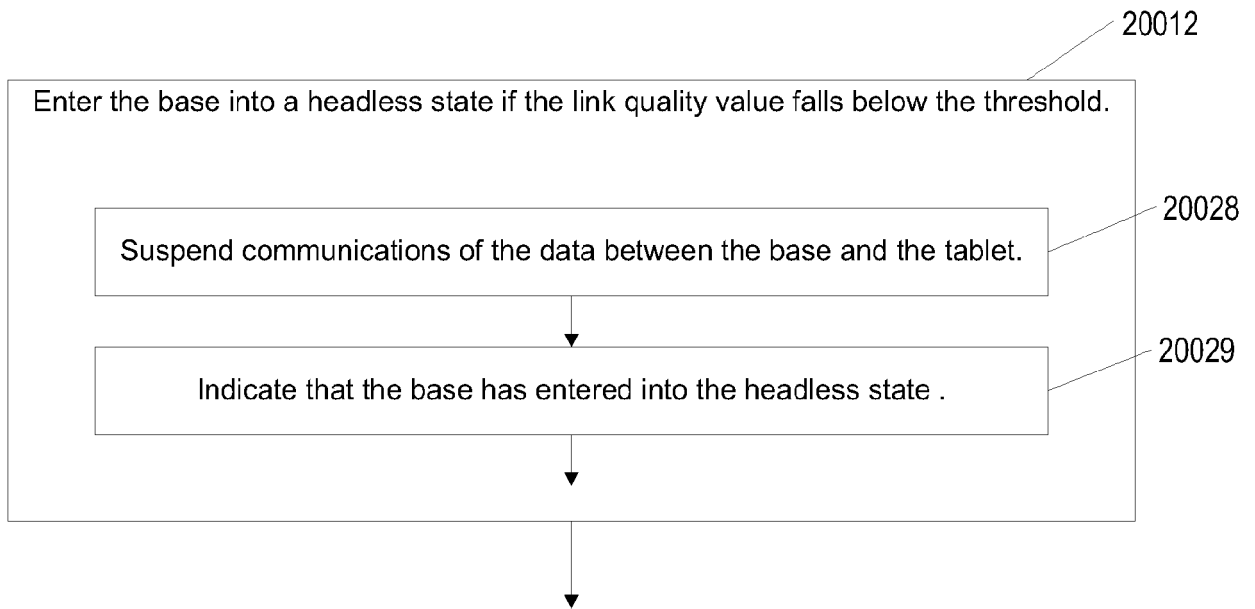 20012
Enter the base into a headless state if the link quality value falls below the threshold.
20028
Suspend communications of the data between the base and the tablet.
20029
Indicate that the base has entered into the headless state .